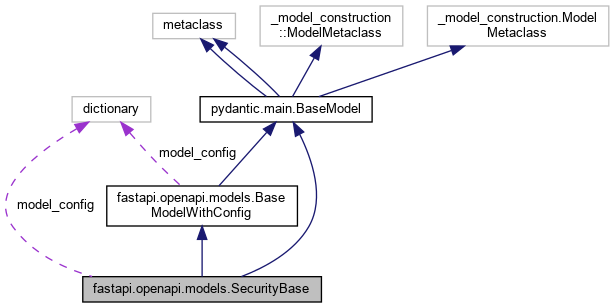 metaclass
_model_construction
::ModelMetaclass
_model_construction.Model
Metaclass
dictionary
pydantic.main.BaseModel
model_config
model_config
fastapi.openapi.models.Base
ModelWithConfig
fastapi.openapi.models.SecurityBase